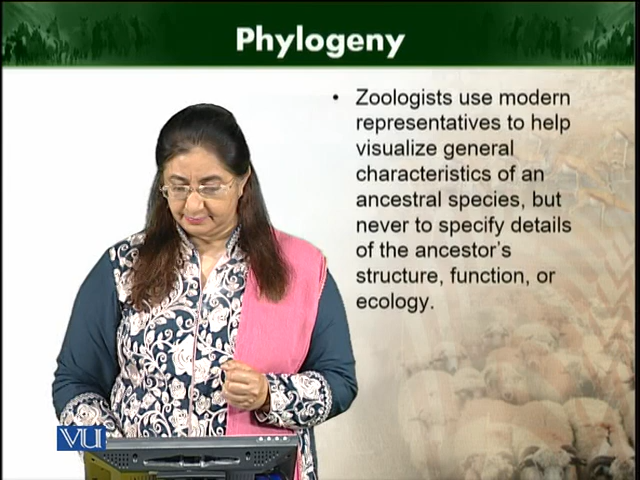 Phylogeny
• Zoologists use modern
representatives to help
visualize general
characteristics of an
ancestral species, but
never to specify details
of the ancestor's
structure, function, or
ecology.
VU